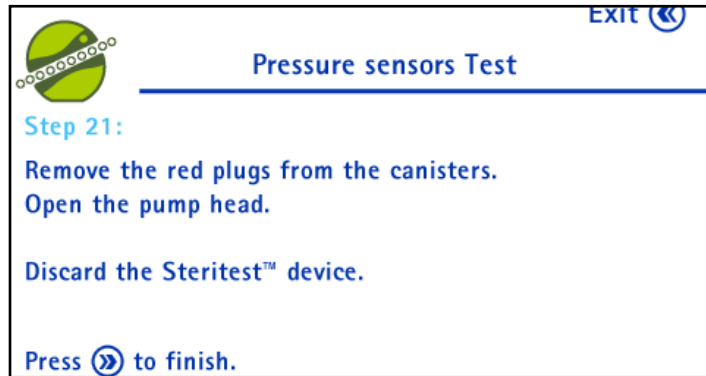 Exit
Pressure sensors Test
Step 21:
Remove the red plugs from the canisters.
Open the pump head.
Discard the Steritest™ device.
Press » to finish.